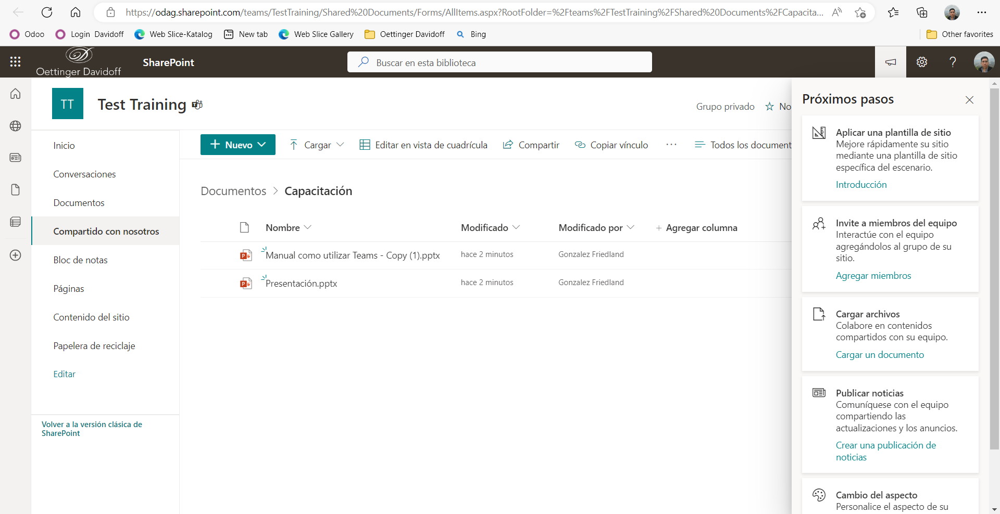 https://odag.sharepoint.com/teams/TestTraining/Shared%20Documents/Forms/AllItems.aspx?RootFolder=%2Fteams%2FTestTraining%2FShared%20Documents%2FCapacita...
Odoo Login Davidoff Web Slice-Katalog New tab Web Slice Gallery Oettinger Davidoff Bing Other favorites
Oettinger Davidoff
SharePoint
Buscar en esta biblioteca
TT
Test Training
Grupo privado
No
Inicio
Conversaciones
Documentos
Compartido con nosotros
Bloc de notas
Páginas
Contenido del sitio
Papelera de reciclaje
Editar
Volver a la versión clásica de
SharePoint
+ Nuevo Cargar Editar en vista de cuadrícula Compartir Copiar vínculo ... Todos los document
Documentos > Capacitación
Nombre Modificado Modificado por + Agregar columna
Manual como utilizar Teams - Copy (1).pptx hace 2 minutos Gonzalez Friedland
Presentación.pptx hace 2 minutos Gonzalez Friedland
Próximos pasos
Aplicar una plantilla de sitio
Mejore rápidamente su sitio
mediante una plantilla de sitio
específica del escenario.
Introducción
Invite a miembros del equipo
Interactúe con el equipo
agregándolos al grupo de su
sitio.
Agregar miembros
Cargar archivos
Colabore en contenidos
compartidos con su equipo.
Cargar un documento
Publicar noticias
Comuníquese con el equipo
compartiendo las
actualizaciones y los anuncios.
Crear una publicación de
noticias
Cambio del aspecto
Personalice el aspecto de su